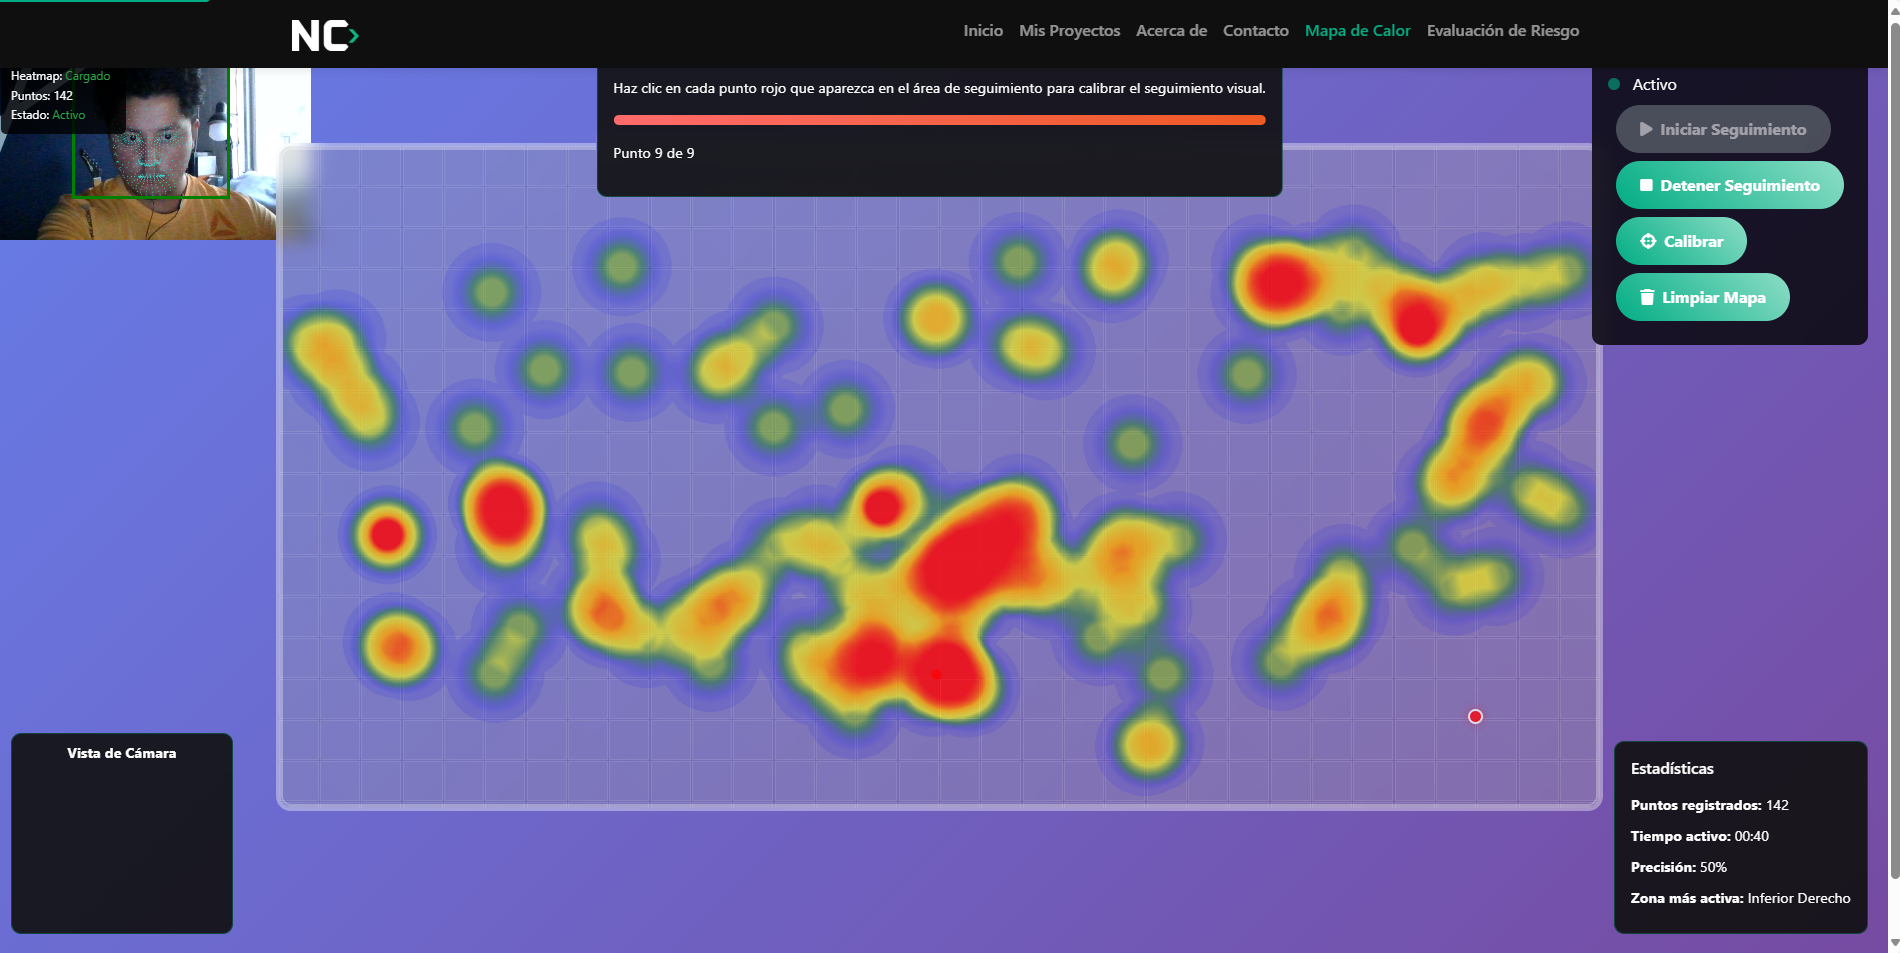 NC
Inicio Mis Proyectos Acerca de Contacto Mapa de Calor Evaluación de Riesgo
Heatmap: Cargado
Puntos: 142
Estado: Activo
Haz clic en cada punto rojo que aparezca en el área de seguimiento para calibrar el seguimiento visual.
Punto 9 de 9
Activo
Iniciar Seguimiento
Detener Seguimiento
Calibrar
Limpiar Mapa
Vista de Cámara
Estadísticas
Puntos registrados: 142
Tiempo activo: 00:40
Precisión: 50%
Zona más activa: Inferior Derecho